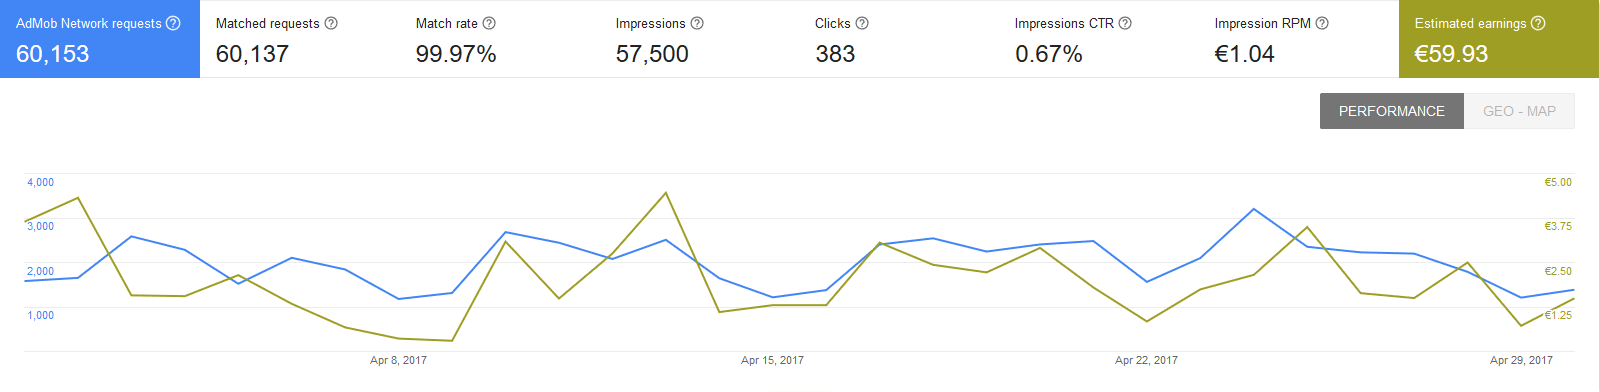 AdMob Network requests Matched requests Match rate Impressions Clicks Impressions CTR Impression RPM Estimated earnings
60,153 60,137 99.97% 57,500 383 0.67% €1.04 €59.93
PERFORMANCE GEO - MAP
4,000 €5.00
3,000 €3.75
2,000 €2.50
1,000 €1.25
Apr 8, 2017 Apr 15, 2017 Apr 22, 2017 Apr 29, 2017